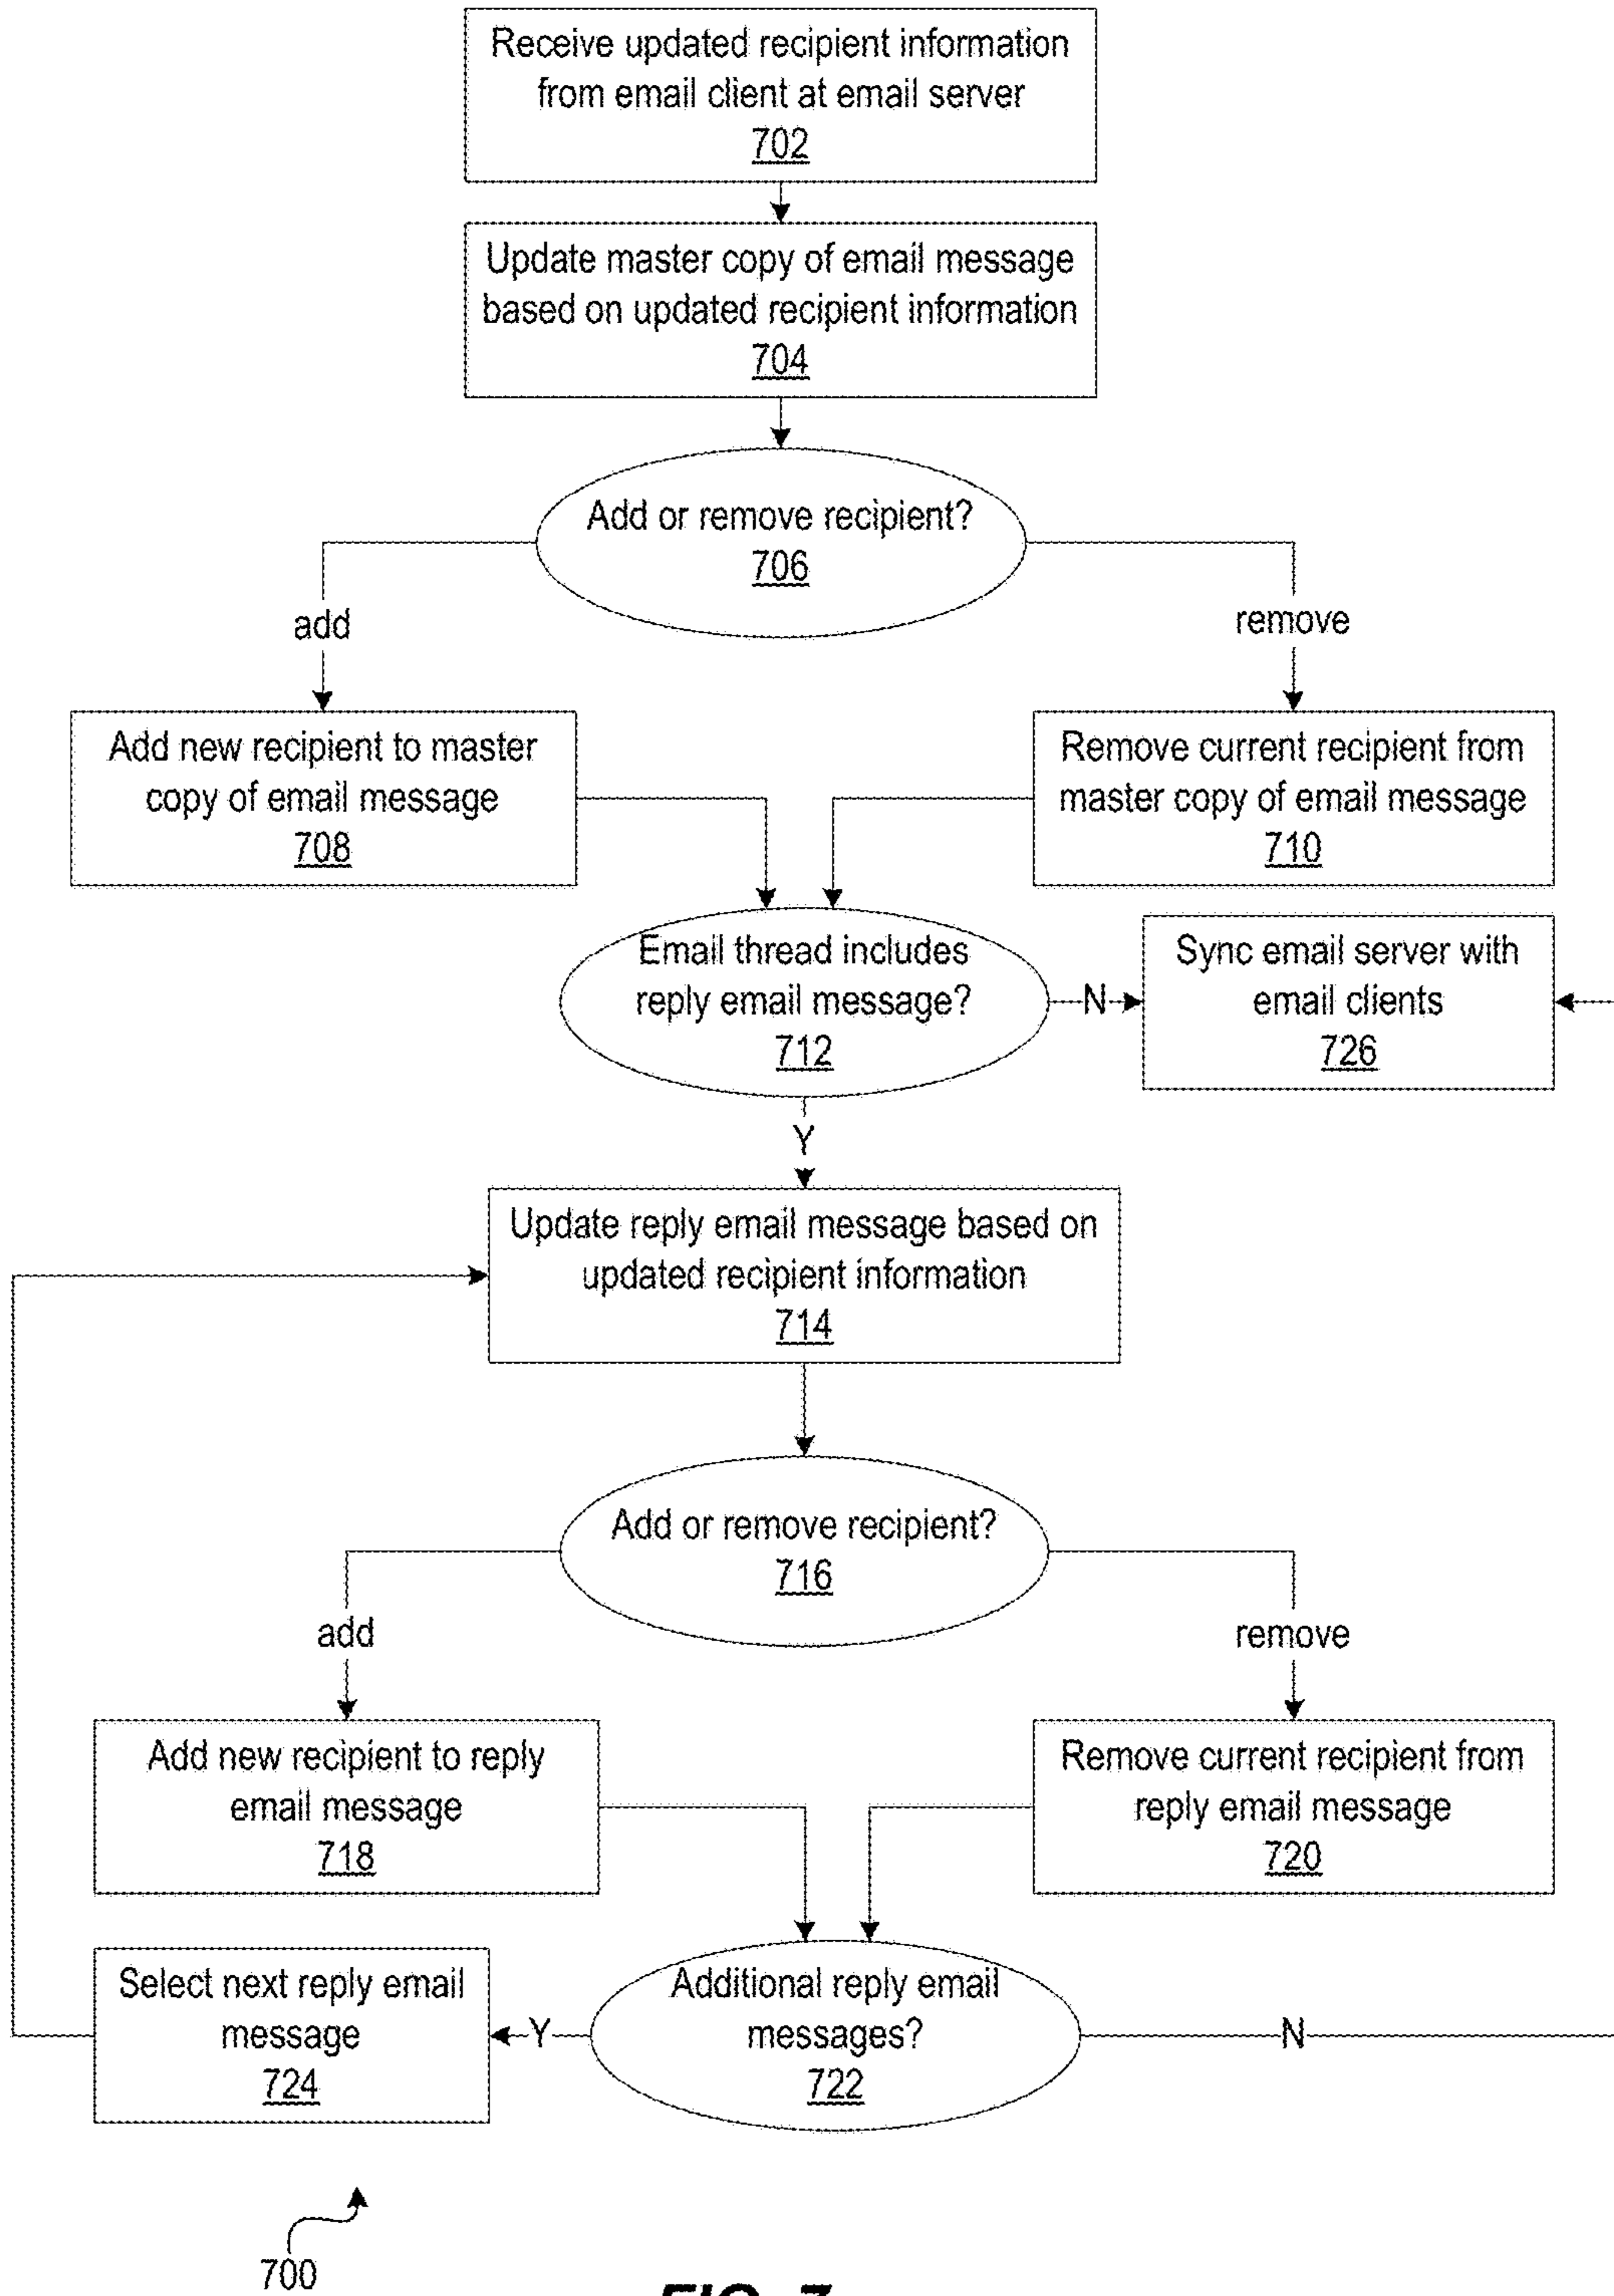 Receive updated recipient information
from email client at email server
702
Update master copy of email message
based on updated recipient information
704
Add or remove recipient?
706
add
remove
Add new recipient to master
copy of email message
708
Remove current recipient from
master copy of email message
710
Email thread includes
reply email message?
712
N
Sync email server with
email clients
726
Y
Update reply email message based on
updated recipient information
714
Add or remove recipient?
716
add
remove
Add new recipient to reply
email message
718
Remove current recipient from
reply email message
720
Select next reply email
message
724
Y
Additional reply email
messages?
722
N
700
FIG. 7